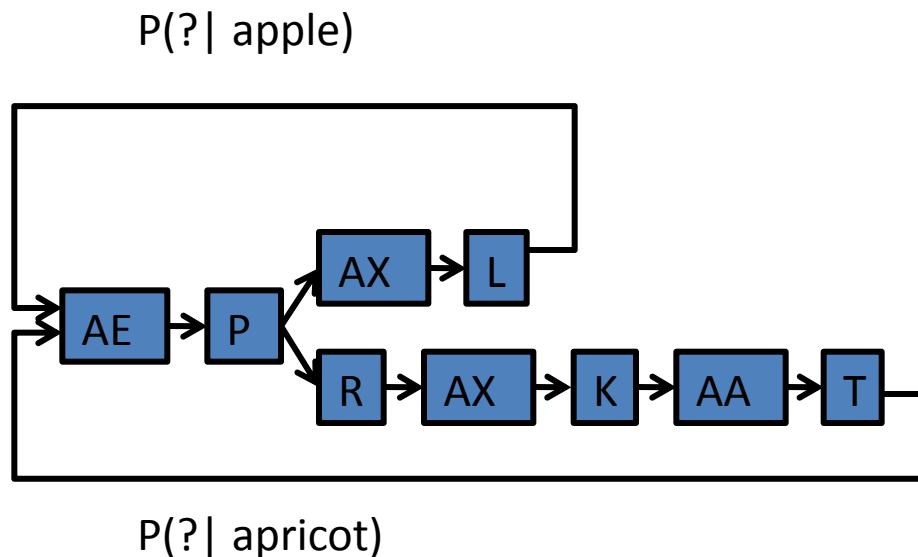 P(?| apple)
AX L
AE P
R AX K AA T
P(?| apricot)